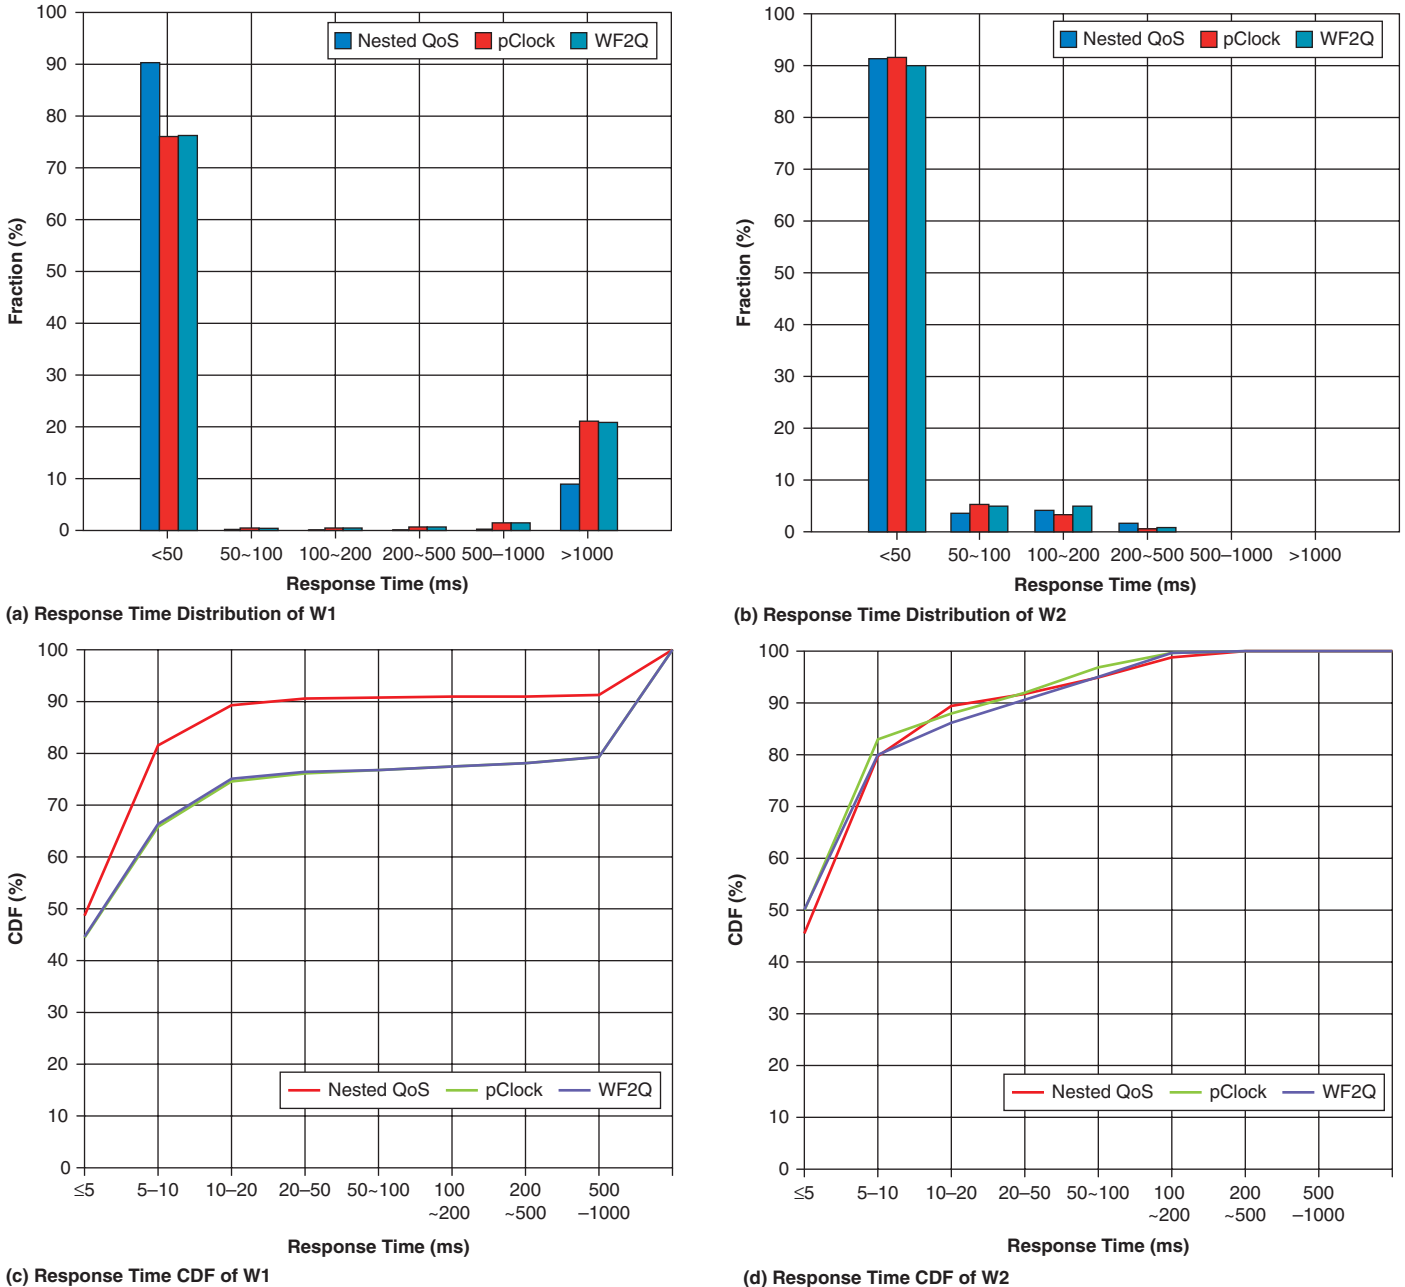 100
90
80
70
60
50
40
30
20
10
0
Fraction (%)
Nested QoS pClock WF2Q
<50 50~100 100~200 200~500 500–1000 >1000
Response Time (ms)
(a) Response Time Distribution of W1
100
90
80
70
60
50
40
30
20
10
0
Fraction (%)
Nested QoS pClock WF2Q
<50 50~100 100~200 200~500 500–1000 >1000
Response Time (ms)
(b) Response Time Distribution of W2
100
90
80
70
60
50
40
30
20
10
0
CDF (%)
Nested QoS pClock WF2Q
≤5 5–10 10–20 20–50 50~100 100 200 500
~200 ~500 –1000
Response Time (ms)
(c) Response Time CDF of W1
100
90
80
70
60
50
40
30
20
10
0
CDF (%)
Nested QoS pClock WF2Q
≤5 5–10 10–20 20–50 50~100 100 200 500
~200 ~500 –1000
Response Time (ms)
(d) Response Time CDF of W2